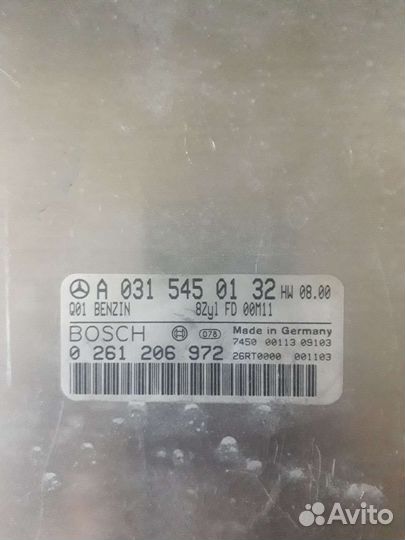 A 031 545 01 32 HW 08.00
Q01 BENZIN 8Zyl FD 00M11
BOSCH 078 Made in Germany
7450 00113 09103
0 261 206 972 26RT0000 001103
Avito